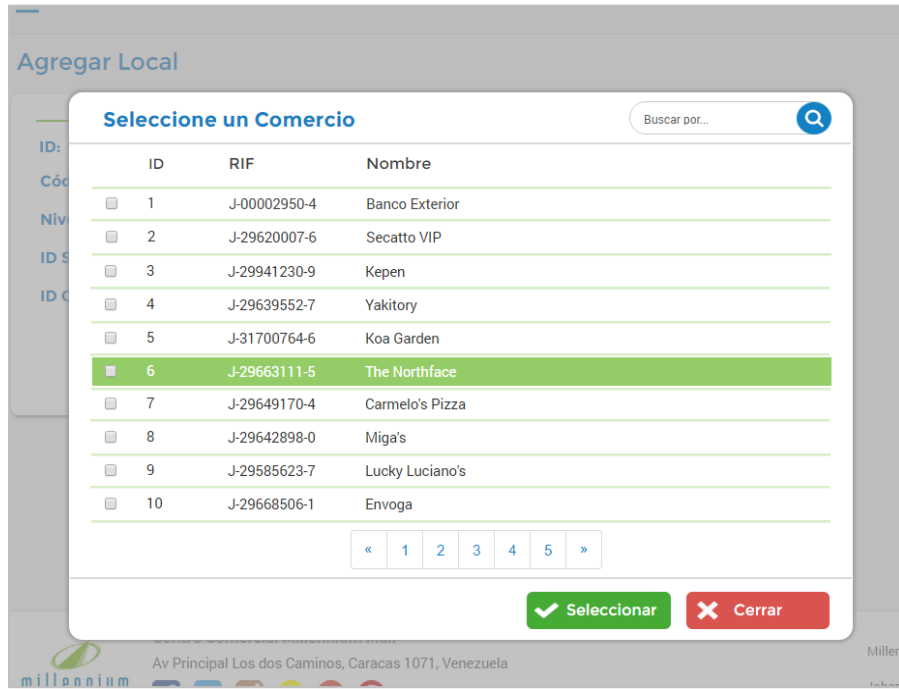 Agregar Local
Seleccione un Comercio
Buscar por...
ID:
ID RIF Nombre
1 J-00002950-4 Banco Exterior
2 J-29620007-6 Secatto VIP
3 J-29941230-9 Kepen
4 J-29639552-7 Yakitory
5 J-31700764-6 Koa Garden
6 J-29663111-5 The Northface
7 J-29649170-4 Carmelo's Pizza
8 J-29642898-0 Miga's
9 J-29585623-7 Lucky Luciano's
10 J-29668506-1 Envoga
« 1 2 3 4 5 »
Seleccionar Cerrar
Av Principal Los dos Caminos, Caracas 1071, Venezuela
millennium